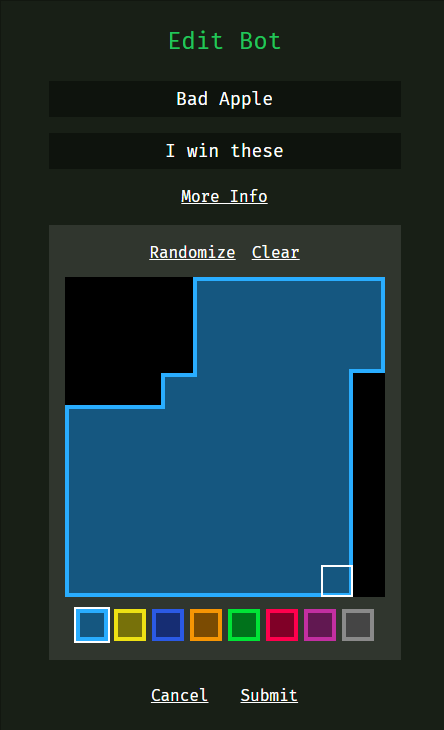 Edit Bot
Bad Apple
I win these
More Info
Randomize Clear
Cancel Submit